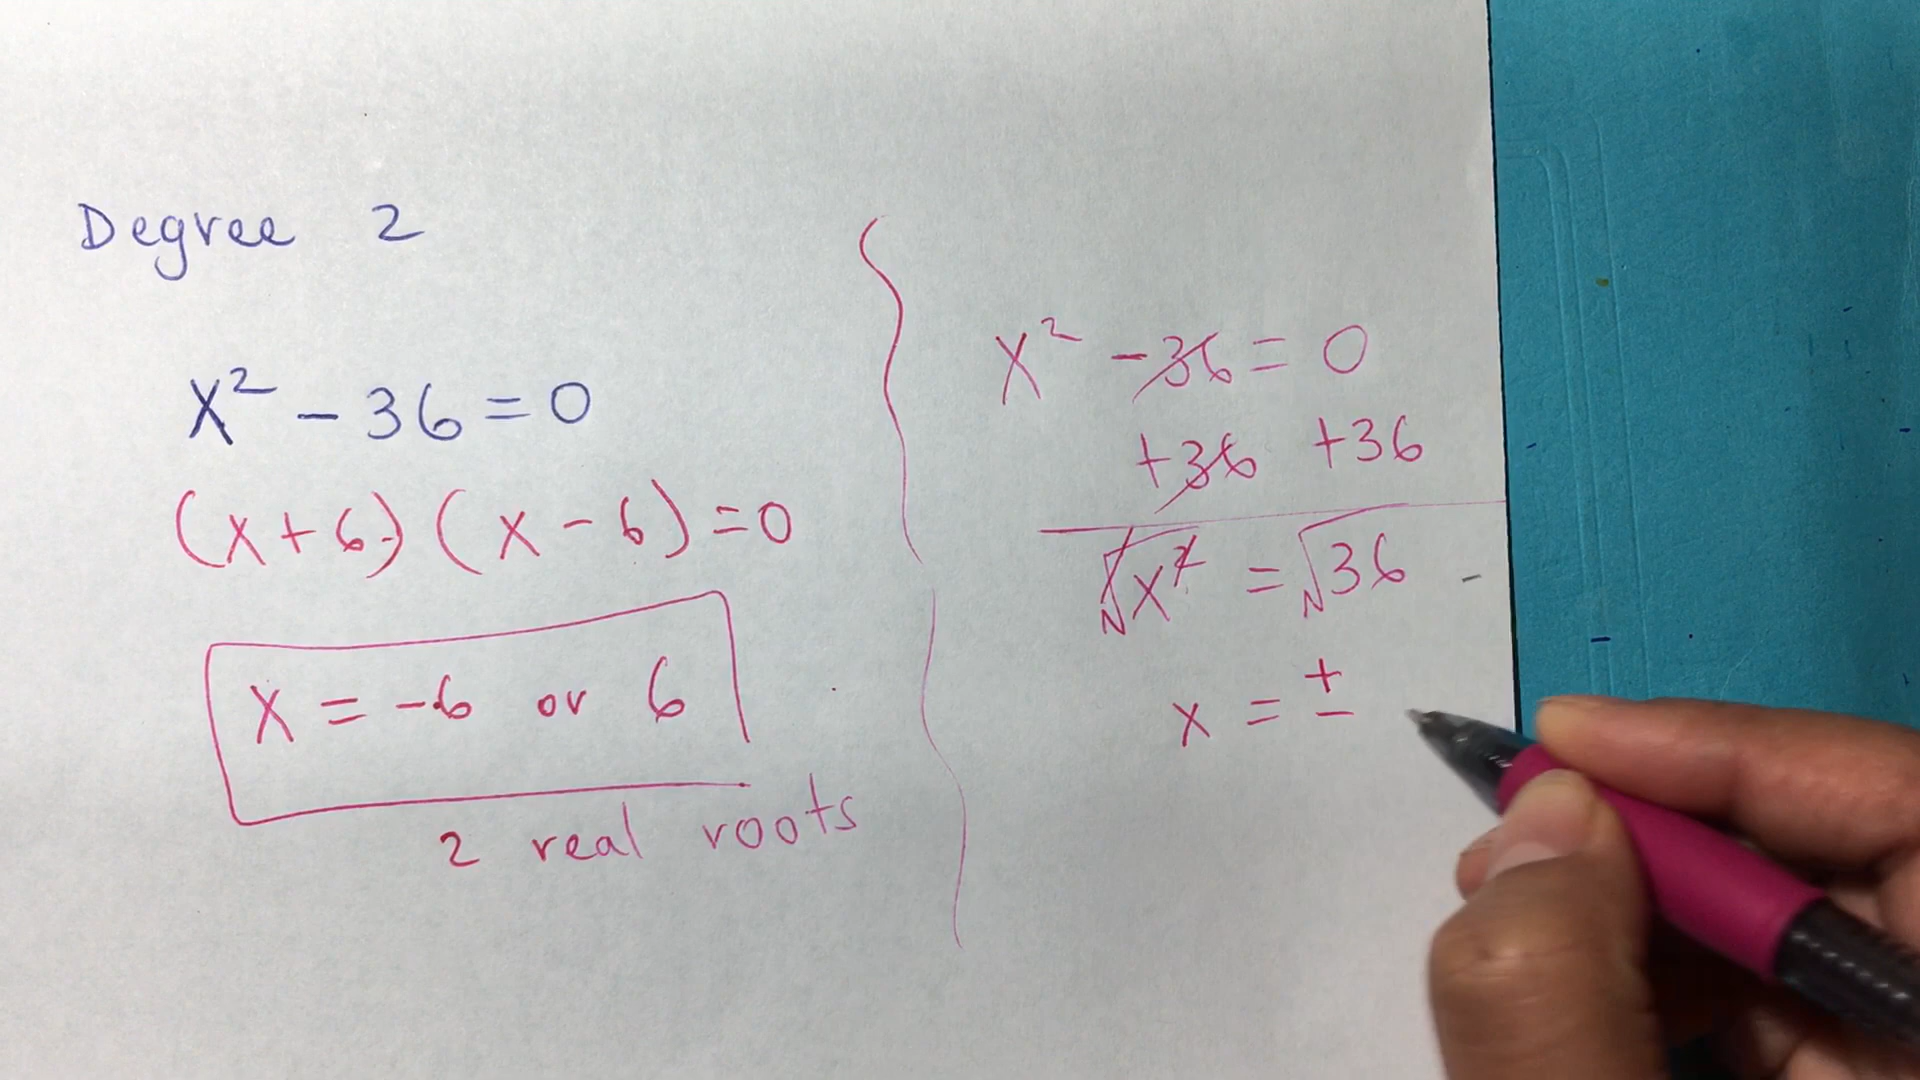 Degree 2
x² - 36 = 0
(x + 6) (x - 6) = 0
x = -6 or 6
2 real roots
x² - 36 = 0
+36 +36
√x² = √36
x = ±